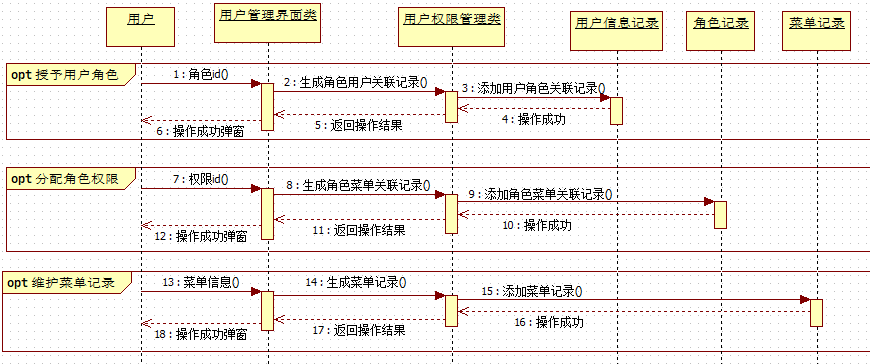 用户
用户管理界面类
用户权限管理类
用户信息记录
角色记录
菜单记录
opt 授予用户角色
1 : 角色id()
2 : 生成角色用户关联记录()
3 : 添加用户角色关联记录()
4 : 操作成功
5 : 返回操作结果
6 : 操作成功弹窗
opt 分配角色权限
7 : 权限id()
8 : 生成角色菜单关联记录()
9 : 添加角色菜单关联记录()
10 : 操作成功
11 : 返回操作结果
12 : 操作成功弹窗
opt 维护菜单记录
13 : 菜单信息()
14 : 生成菜单记录()
15 : 添加菜单记录()
16 : 操作成功
17 : 返回操作结果
18 : 操作成功弹窗